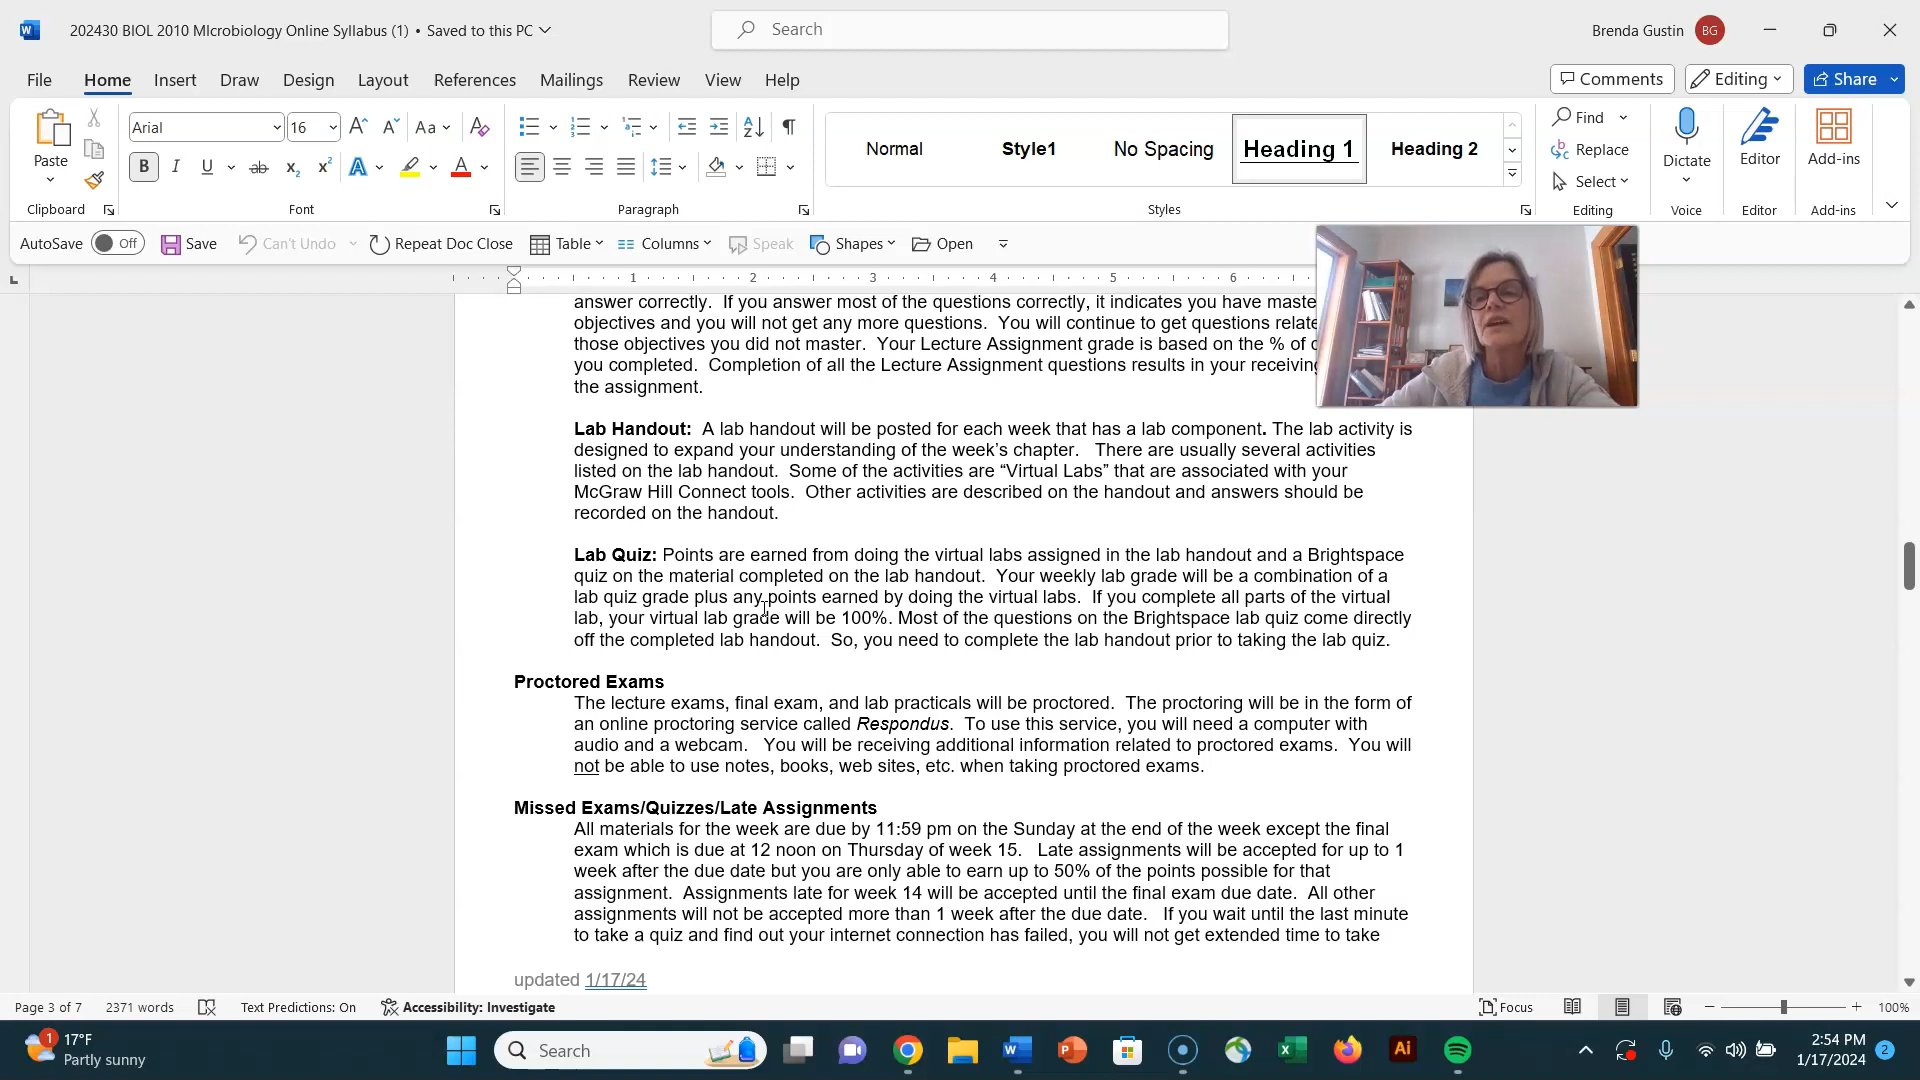 202430 BIOL 2010 MIcrobiology Online Syllabus (1) • Saved to this PC
Search
Brenda Gustin
BG
File Home Insert Draw Design Layout References Mailings Review View Help
Comments Editing Share
Paste
Arial 16
Aa
B I U ab x₂ x² A A
Normal
Style1
No Spacing
Heading 1
Heading 2
Find
Replace
Select
Dictate
Editor
Add-ins
Clipboard Font Paragraph Styles Editing Voice Editor Add-ins
AutoSave Off Save Can't Undo Repeat Doc Close Table Columns Speak Shapes Open
1 2 3 4 5 6
answer correctly. If you answer most of the questions correctly, it indicates you have maste
objectives and you will not get any more questions. You will continue to get questions relate
those objectives you did not master. Your Lecture Assignment grade is based on the % of
you completed. Completion of all the Lecture Assignment questions results in your receiving
the assignment.
Lab Handout: A lab handout will be posted for each week that has a lab component. The lab activity is
designed to expand your understanding of the week's chapter. There are usually several activities
listed on the lab handout. Some of the activities are “Virtual Labs” that are associated with your
McGraw Hill Connect tools. Other activities are described on the handout and answers should be
recorded on the handout.
Lab Quiz: Points are earned from doing the virtual labs assigned in the lab handout and a Brightspace
quiz on the material completed on the lab handout. Your weekly lab grade will be a combination of a
lab quiz grade plus any points earned by doing the virtual labs. If you complete all parts of the virtual
lab, your virtual lab grade will be 100%. Most of the questions on the Brightspace lab quiz come directly
off the completed lab handout. So, you need to complete the lab handout prior to taking the lab quiz.
Proctored Exams
The lecture exams, final exam, and lab practicals will be proctored. The proctoring will be in the form of
an online proctoring service called Respondus. To use this service, you will need a computer with
audio and a webcam. You will be receiving additional information related to proctored exams. You will
not be able to use notes, books, web sites, etc. when taking proctored exams.
Missed Exams/Quizzes/Late Assignments
All materials for the week are due by 11:59 pm on the Sunday at the end of the week except the final
exam which is due at 12 noon on Thursday of week 15. Late assignments will be accepted for up to 1
week after the due date but you are only able to earn up to 50% of the points possible for that
assignment. Assignments late for week 14 will be accepted until the final exam due date. All other
assignments will not be accepted more than 1 week after the due date. If you wait until the last minute
to take a quiz and find out your internet connection has failed, you will not get extended time to take
updated 1/17/24
Page 3 of 7 2371 words Text Predictions: On Accessibility: Investigate Focus 100%
1
17°F
Partly sunny
Search
Ai
2:54 PM
1/17/2024
2